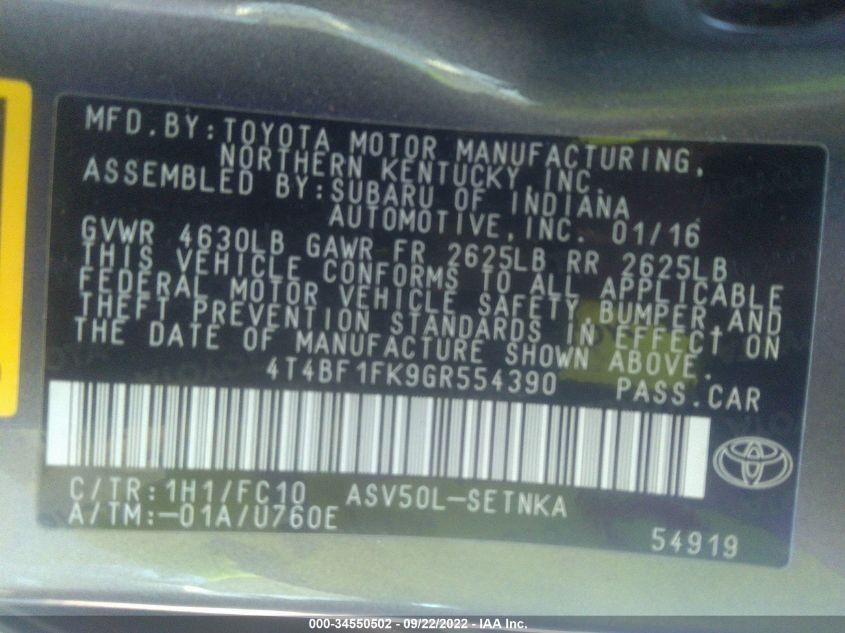 MFD.BY:TOYOTA MOTOR MANUFACTURING,
NORTHERN KENTUCKY INC.
ASSEMBLED BY:SUBARU OF INDIANA
AUTOMOTIVE,INC. 01/16
GVWR 4630LB GAWR FR 2625LB RR 2625LB
THIS VEHICLE CONFORMS TO ALL APPLICABLE
FEDERAL MOTOR VEHICLE SAFETY,BUMPER,AND
THEFT PREVENTION STANDARDS IN EFFECT ON
THE DATE OF MANUFACTURE SHOWN ABOVE.
4T4BF1FK9GR554390 PASS.CAR
C/TR:1H1/FC10 ASV50L-SETNKA
A/TM:-01A/U760E
54919
000-34550502 - 09/22/2022 - IAA Inc.